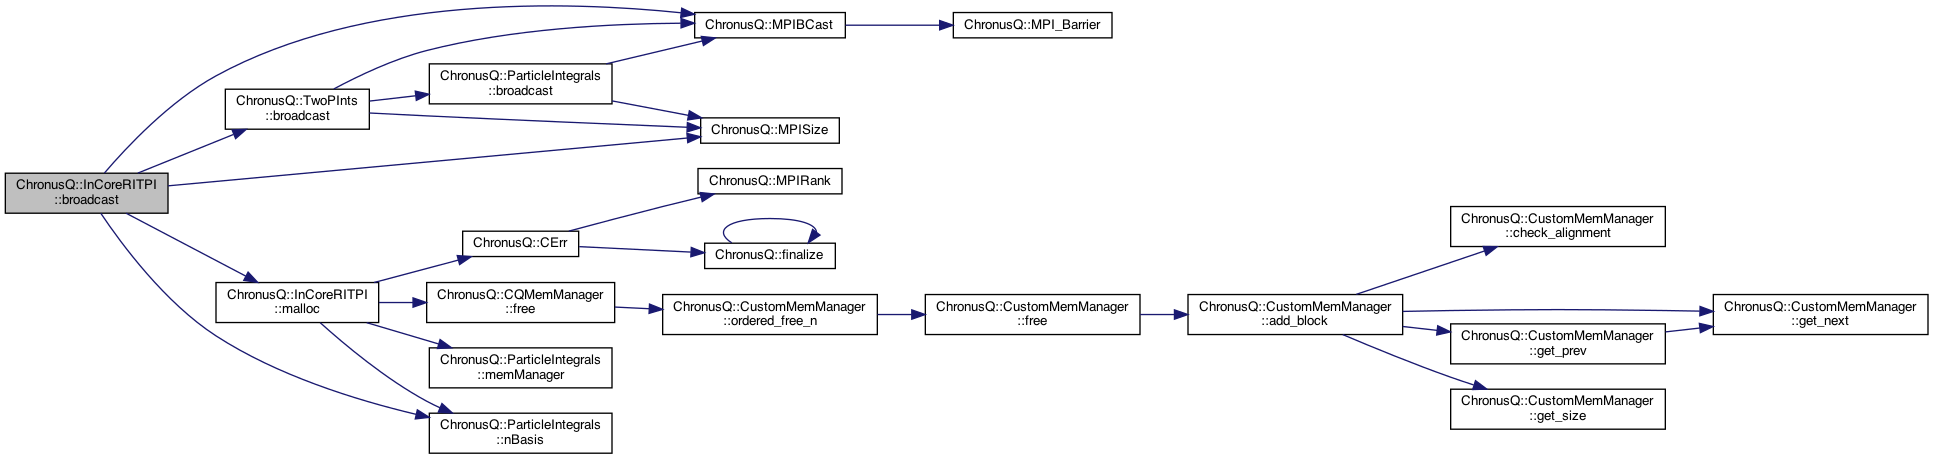 ChronusQ::InCoreRITPI
::broadcast
ChronusQ::TwoPInts
::broadcast
ChronusQ::ParticleIntegrals
::broadcast
ChronusQ::MPIBCast
ChronusQ::MPI_Barrier
ChronusQ::MPISize
ChronusQ::InCoreRITPI
::malloc
ChronusQ::CErr
ChronusQ::MPIRank
ChronusQ::finalize
ChronusQ::CQMemManager
::free
ChronusQ::CustomMemManager
::ordered_free_n
ChronusQ::CustomMemManager
::free
ChronusQ::CustomMemManager
::add_block
ChronusQ::CustomMemManager
::check_alignment
ChronusQ::CustomMemManager
::get_next
ChronusQ::CustomMemManager
::get_prev
ChronusQ::CustomMemManager
::get_size
ChronusQ::ParticleIntegrals
::memManager
ChronusQ::ParticleIntegrals
::nBasis